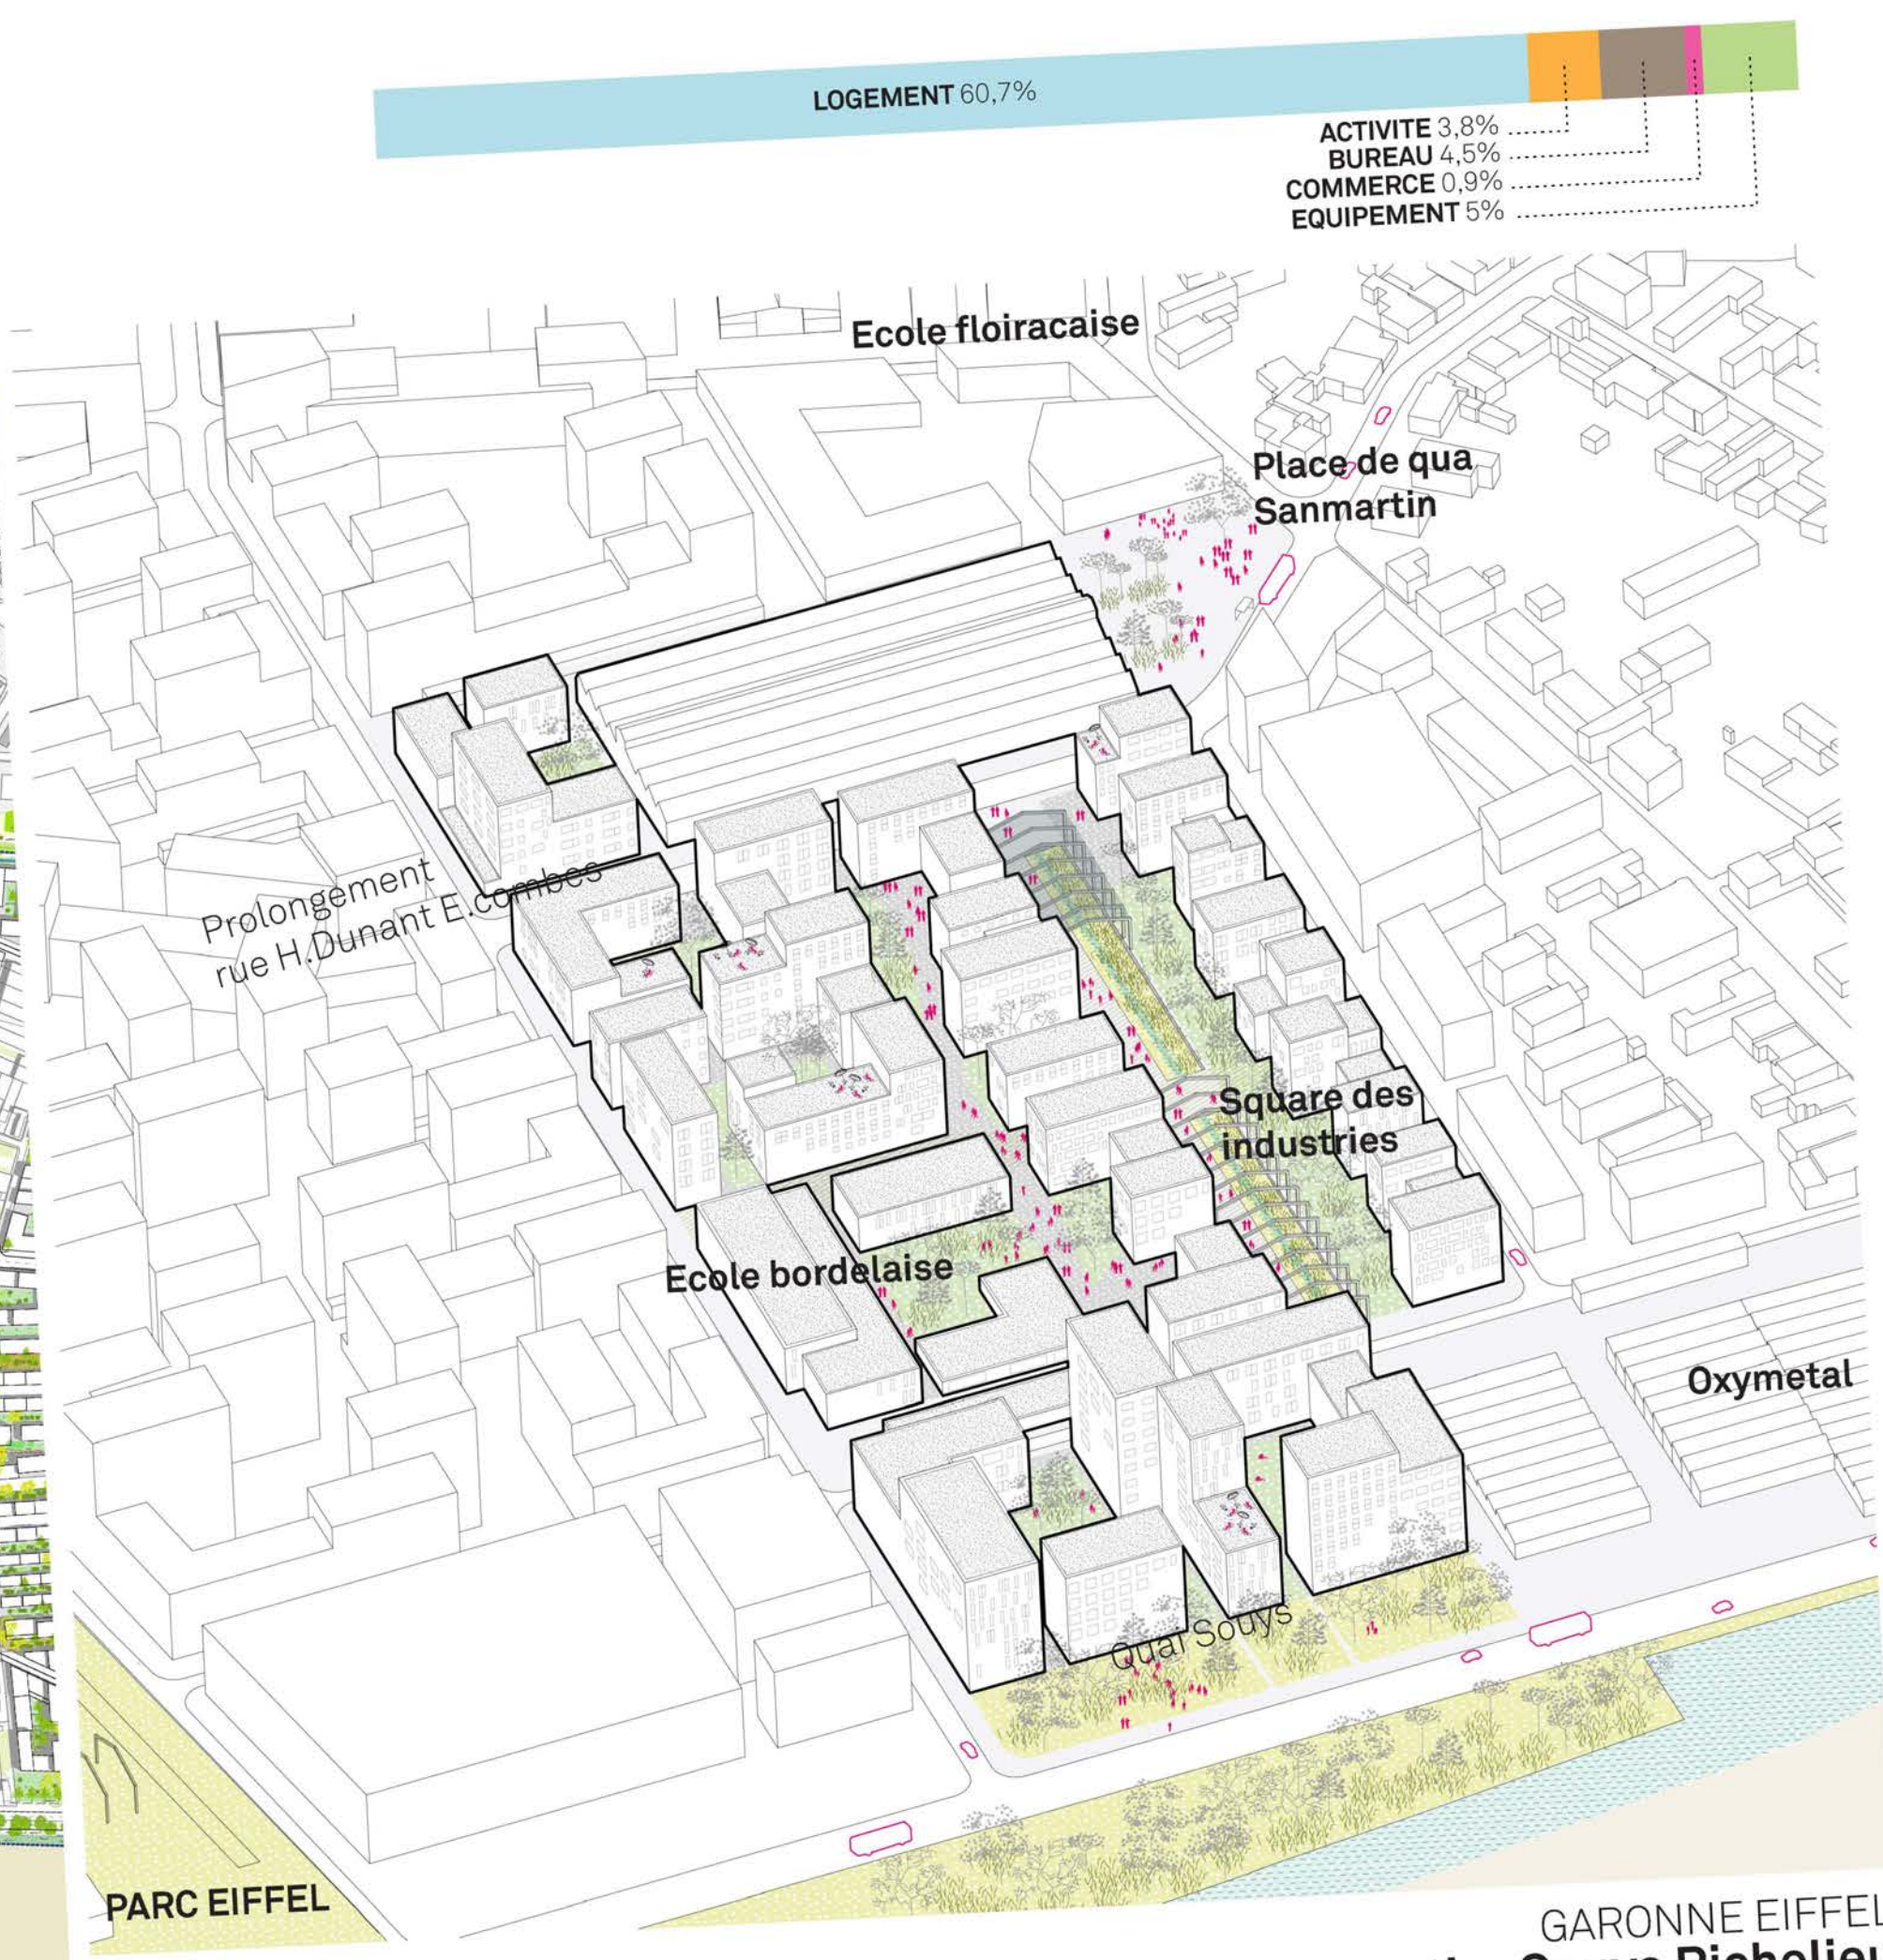 LOGEMENT 60,7%
ACTIVITE 3,8%
BUREAU 4,5%
COMMERCE 0,9%
EQUIPEMENT 5%
Ecole floiracaise
Place de qua
Sanmartin
Prolongement
rue H.Dunant E.combes
Square des
industries
Ecole bordelaise
Oxymetal
Quai Souys
PARC EIFFEL
GARONNE EIFFEL